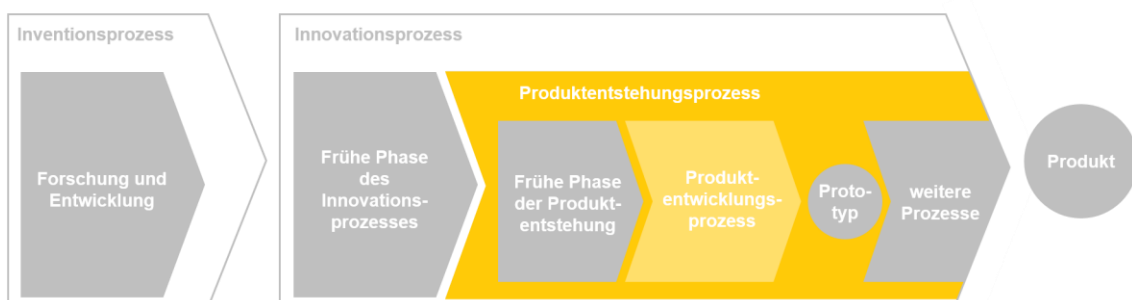 Inventionsprozess
Forschung und
Entwicklung
Innovationsprozess
Frühe Phase
des
Innovations-
prozesses
Produktentstehungsprozess
Frühe Phase
der Produkt-
entstehung
Produkt-
entwicklungs-
prozess
Proto-
typ
weitere
Prozesse
Produkt